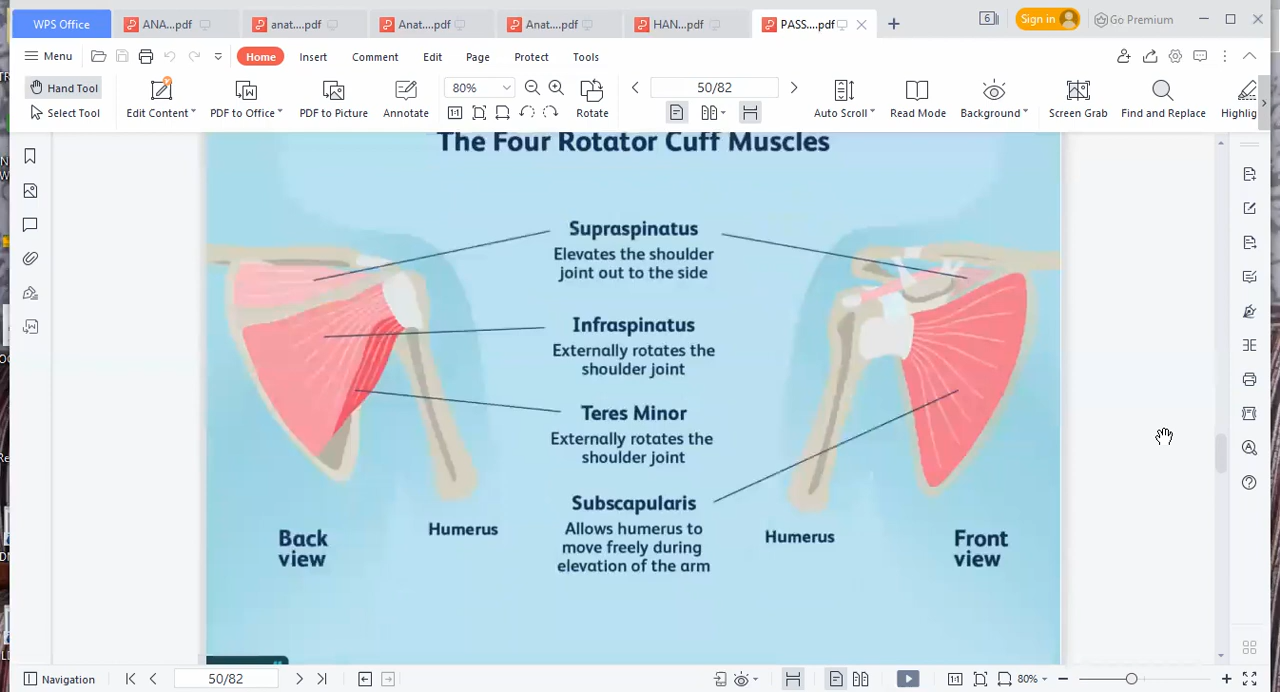 WPS Office
ANA....pdf
anat....pdf
Anat....pdf
Anat....pdf
HAN...pdf
PASS....pdf
6
Sign in
Go Premium
Menu
Home
Insert
Comment
Edit
Page
Protect
Tools
Hand Tool
Select Tool
Edit Content
PDF to Office
PDF to Picture
Annotate
80%
Rotate
50/82
Auto Scroll
Read Mode
Background
Screen Grab
Find and Replace
Highlig
The Four Rotator Cuff Muscles
Supraspinatus
Elevates the shoulder
joint out to the side
Infraspinatus
Externally rotates the
shoulder joint
Teres Minor
Externally rotates the
shoulder joint
Subscapularis
Allows humerus to
move freely during
elevation of the arm
Back
view
Humerus
Humerus
Front
view
Navigation
50/82
80%